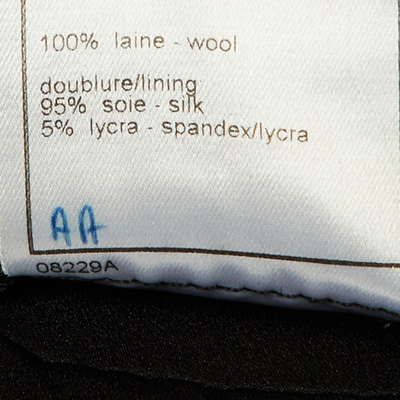 100% laine - wool
doublure/lining
95% soie - silk
5% lycra - spandex/lycra
AA
08229A